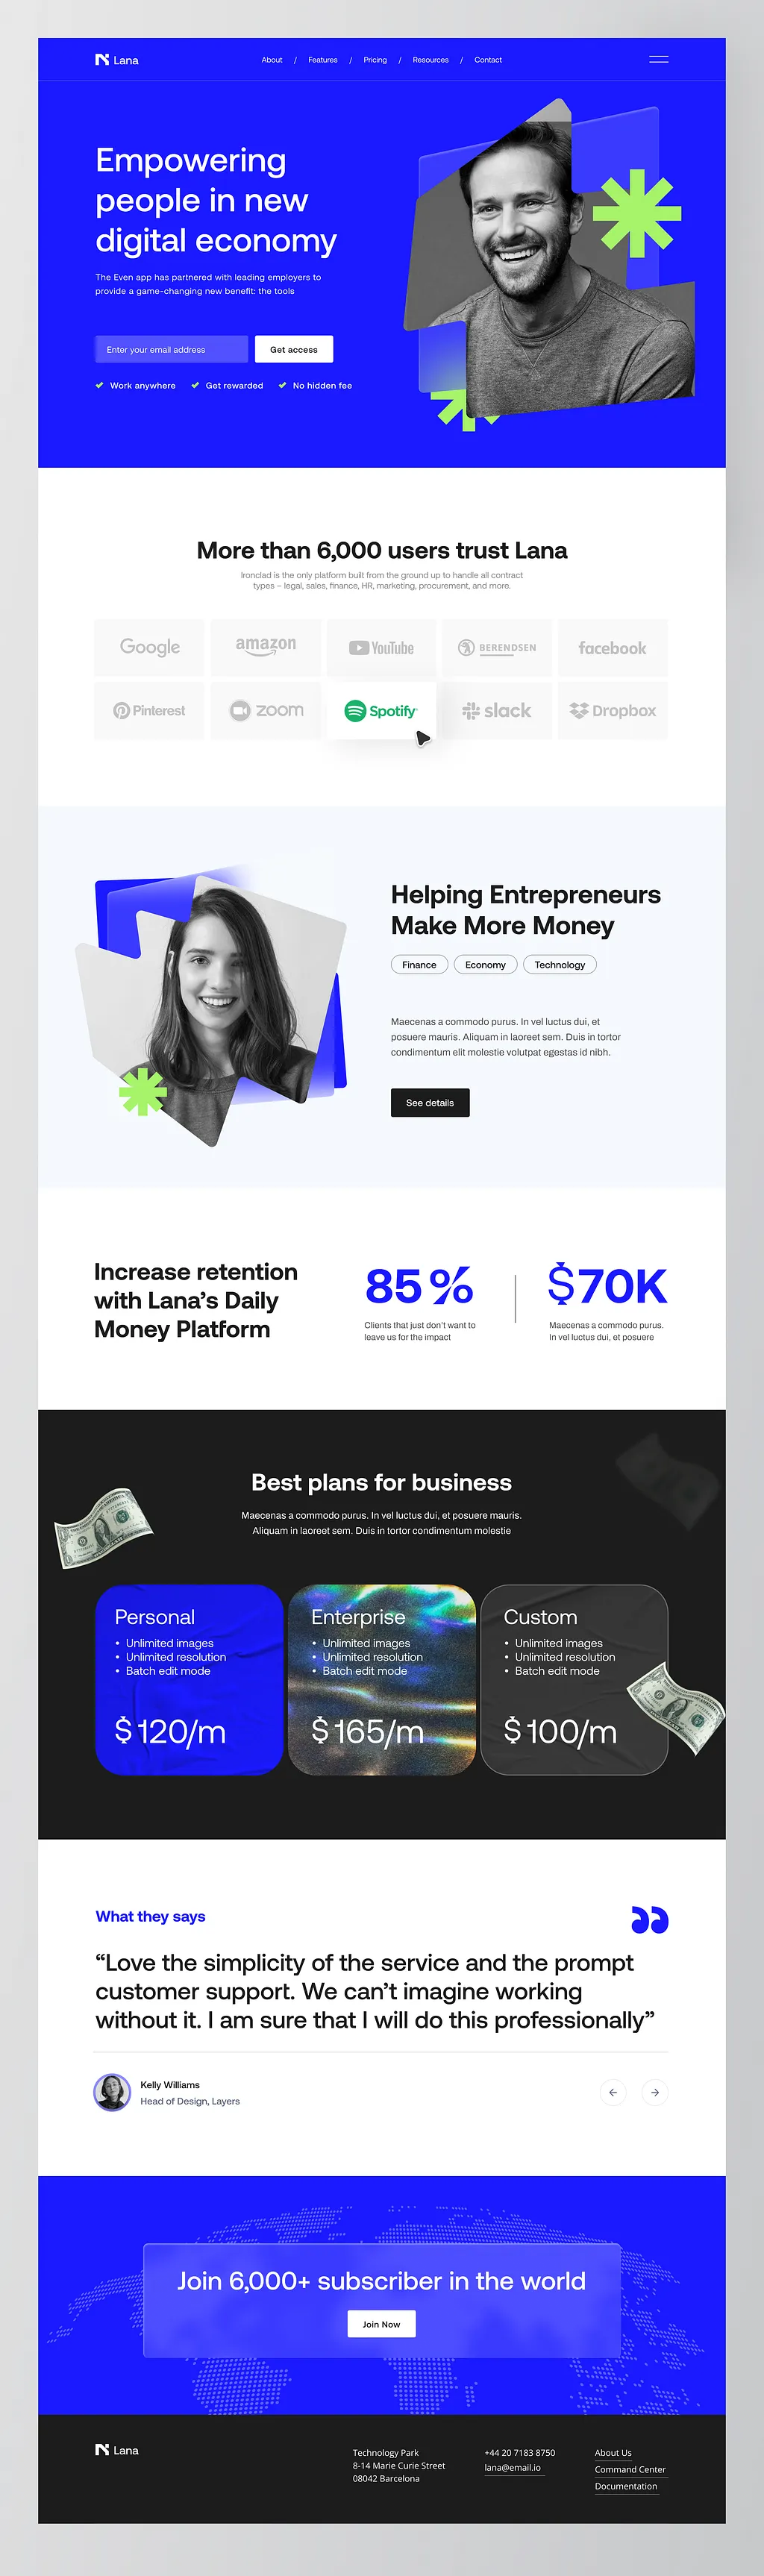 Lana
About / Features / Pricing / Resources / Contact
Empowering
people in new
digital economy
The Even app has partnered with leading employers to
provide a game-changing new benefit: the tools
Enter your email address
Get access
Work anywhere
Get rewarded
No hidden fee
More than 6,000 users trust Lana
Ironclad is the only platform built from the ground up to handle all contract
types – legal, sales, finance, HR, marketing, procurement, and more.
Google
amazon
YouTube
BERENDSEN
facebook
Pinterest
zoom
Spotify
slack
Dropbox
Helping Entrepreneurs
Make More Money
Finance
Economy
Technology
Maecenas a commodo purus. In vel luctus dui, et
posuere mauris. Aliquam in laoreet sem. Duis in tortor
condimentum elit molestie volutpat egestas id nibh.
See details
Increase retention
with Lana’s Daily
Money Platform
85%
Clients that just don’t want to
leave us for the impact
$70K
Maecenas a commodo purus.
In vel luctus dui, et posuere
Best plans for business
Maecenas a commodo purus. In vel luctus dui, et posuere mauris.
Aliquam in laoreet sem. Duis in tortor condimentum molestie
Personal
• Unlimited images
• Unlimited resolution
• Batch edit mode
$120/m
Enterprise
• Unlimited images
• Unlimited resolution
• Batch edit mode
$165/m
Custom
• Unlimited images
• Unlimited resolution
• Batch edit mode
$100/m
What they says
“Love the simplicity of the service and the prompt
customer support. We can’t imagine working
without it. I am sure that I will do this professionally”
Kelly Williams
Head of Design, Layers
Join 6,000+ subscriber in the world
Join Now
Lana
Technology Park
8-14 Marie Curie Street
08042 Barcelona
+44 20 7183 8750
lana@email.io
About Us
Command Center
Documentation